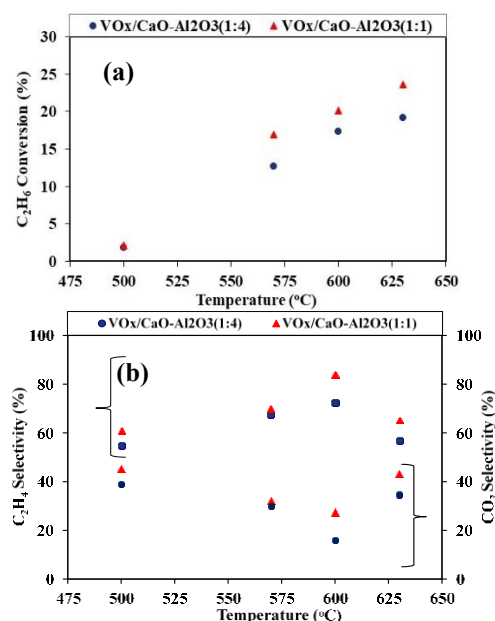 VOx/CaO-Al2O3(1:4) VOx/CaO-Al2O3(1:1)
(a)
C2H6 Conversion (%)
30
25
20
15
10
5
0
475 500 525 550 575 600 625 650
Temperature (°C)
VOx/CaO-Al2O3(1:4) VOx/CaO-Al2O3(1:1)
(b)
C2H4 Selectivity (%)
100
80
60
40
20
0
100
80
60
40
20
0
475 500 525 550 575 600 625 650
Temperature (°C)
COx Selectivity (%)